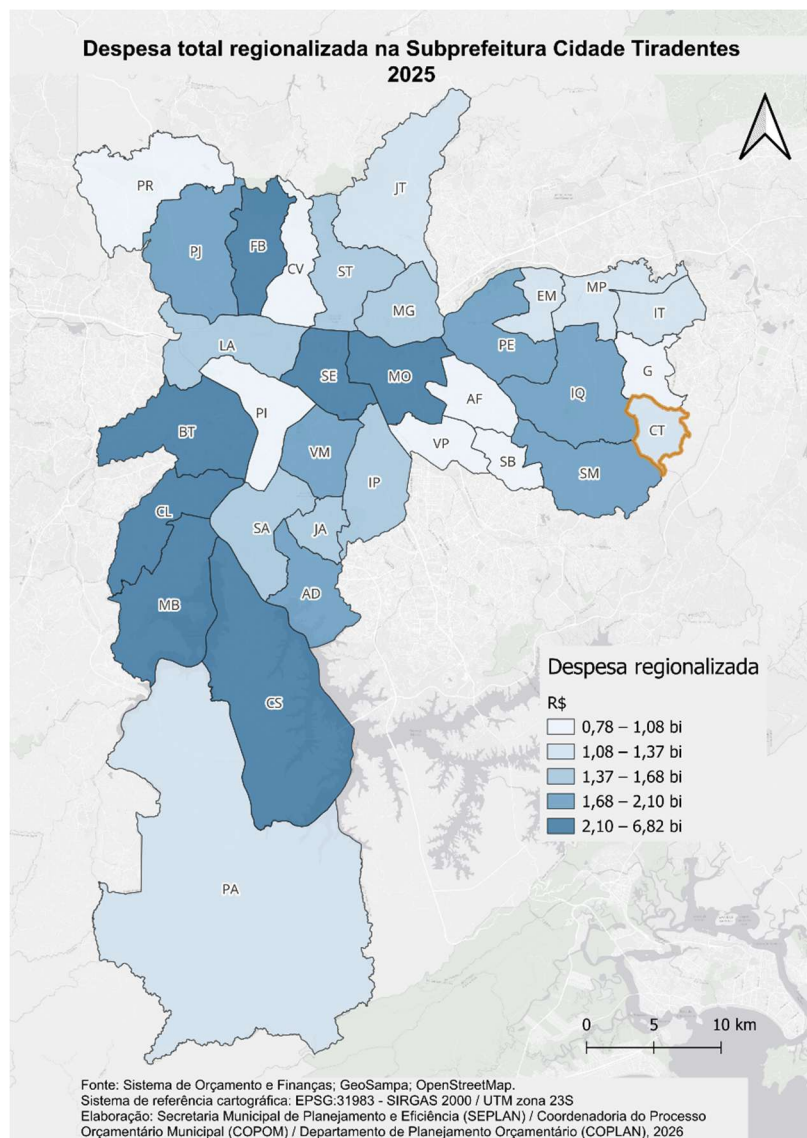 Despesa total regionalizada na Subprefeitura Cidade Tiradentes
2025
JT
PR
PJ
FB
CV
ST
MG
EM
MP
IT
PE
LA
SE
MO
IQ
G
AF
PI
BT
VM
VP
SB
CT
SM
IP
CL
SA
JA
AD
MB
CS
PA
Despesa regionalizada
R$
0,78 – 1,08 bi
1,08 – 1,37 bi
1,37 – 1,68 bi
1,68 – 2,10 bi
2,10 – 6,82 bi
0 5 10 km
Fonte: Sistema de Orçamento e Finanças; GeoSampa; OpenStreetMap.
Sistema de referência cartográfica: EPSG:31983 - SIRGAS 2000 / UTM zona 23S
Elaboração: Secretaria Municipal de Planejamento e Eficiência (SEPLAN) / Coordenadoria do Processo
Orçamentário Municipal (COPOM) / Departamento de Planejamento Orçamentário (COPLAN), 2026